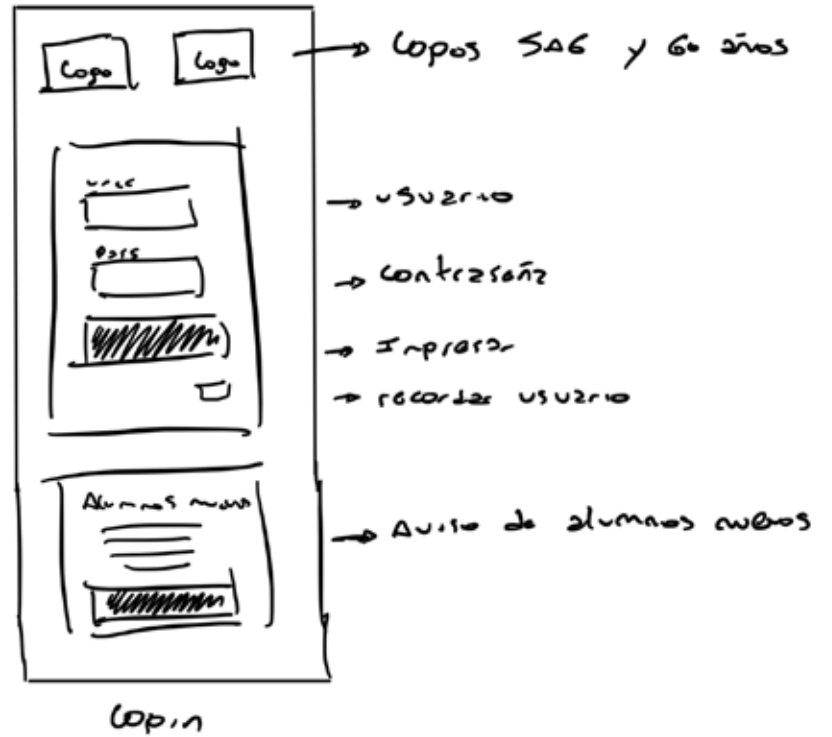 Logo Logo → Logos SAG y 60 años
user → usuario
pass → contraseña
→ Ingresar
→ recordar usuario
Alumnos nuevos → Aviso de alumnos nuevos
Login